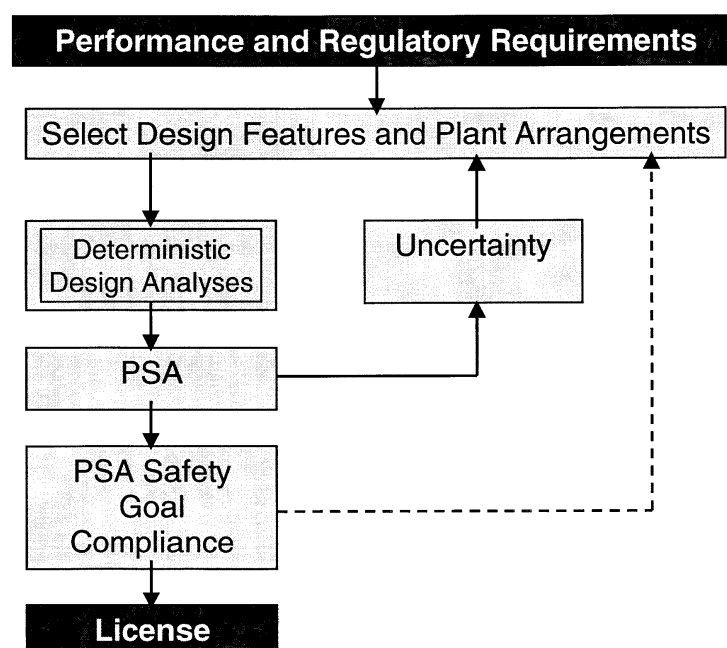 Performance and Regulatory Requirements
Select Design Features and Plant Arrangements
Deterministic
Design Analyses
Uncertainty
PSA
PSA Safety
Goal
Compliance
License